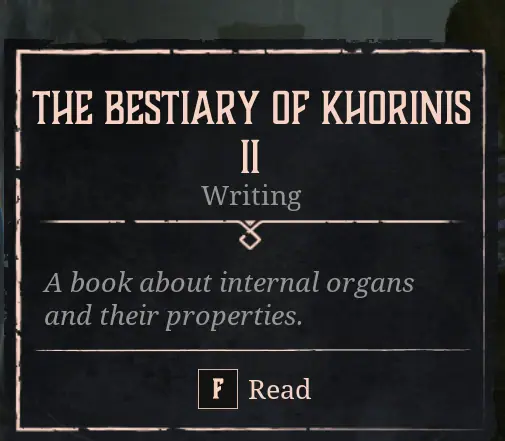 THE BESTIARY OF KHORINIS
II
Writing
A book about internal organs
and their properties.
F Read